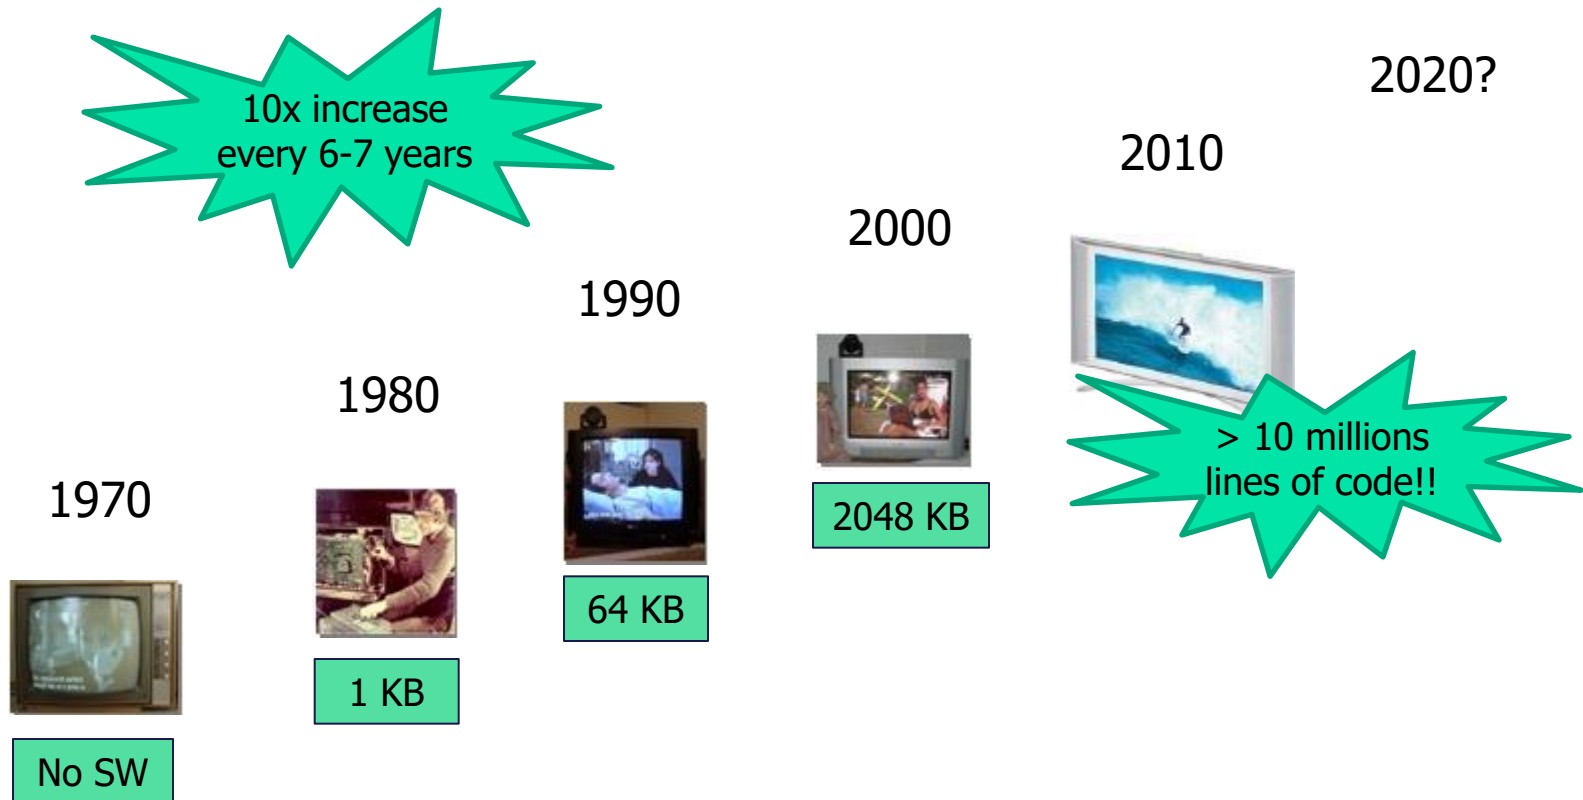 10x increase
every 6-7 years
2020?
2010
2000
1990
1980
1970
> 10 millions
lines of code!!
2048 KB
64 KB
1 KB
No SW